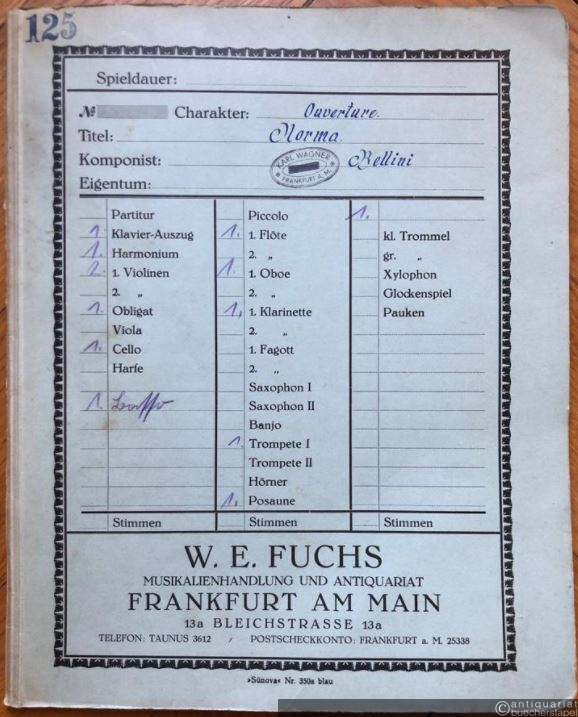 125
Spieldauer:
№ Charakter: Ouverture.
Titel: Norma.
Komponist: Bellini
KARL WAGNER
FRANKFURT A. M.
Eigentum:
Partitur
1 Klavier-Auszug
1. Harmonium
2. 1. Violinen
2. „
1. Obligat
Viola
1. Cello
Harfe
1. Basso
Stimmen
Piccolo
1. 1. Flöte
2. „
1. 1. Oboe
2. „
1. 1. Klarinette
2. „
1. Fagott
2. „
Saxophon I
Saxophon II
Banjo
1. Trompete I
Trompete II
Hörner
1. Posaune
Stimmen
1.
kl. Trommel
gr. „
Xylophon
Glockenspiel
Pauken
Stimmen
W. E. FUCHS
MUSIKALIENHANDLUNG UND ANTIQUARIAT
FRANKFURT AM MAIN
13a BLEICHSTRASSE 13a
TELEFON: TAUNUS 3612 / POSTSCHECKKONTO: FRANKFURT a. M. 25338
»Sünova« Nr. 350a blau
©antiquariat
buecherstapel